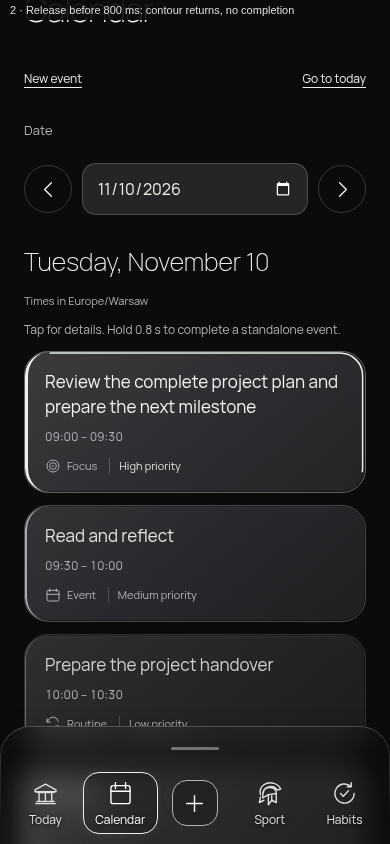 2 · Release before 800 ms: contour returns, no completion
Calendar
New event
Go to today
Date
11/10/2026
Tuesday, November 10
Times in Europe/Warsaw
Tap for details. Hold 0.8 s to complete a standalone event.
Review the complete project plan and
prepare the next milestone
09:00 – 09:30
Focus
High priority
Read and reflect
09:30 – 10:00
Event
Medium priority
Prepare the project handover
10:00 – 10:30
Routine
Low priority
Today
Calendar
Sport
Habits